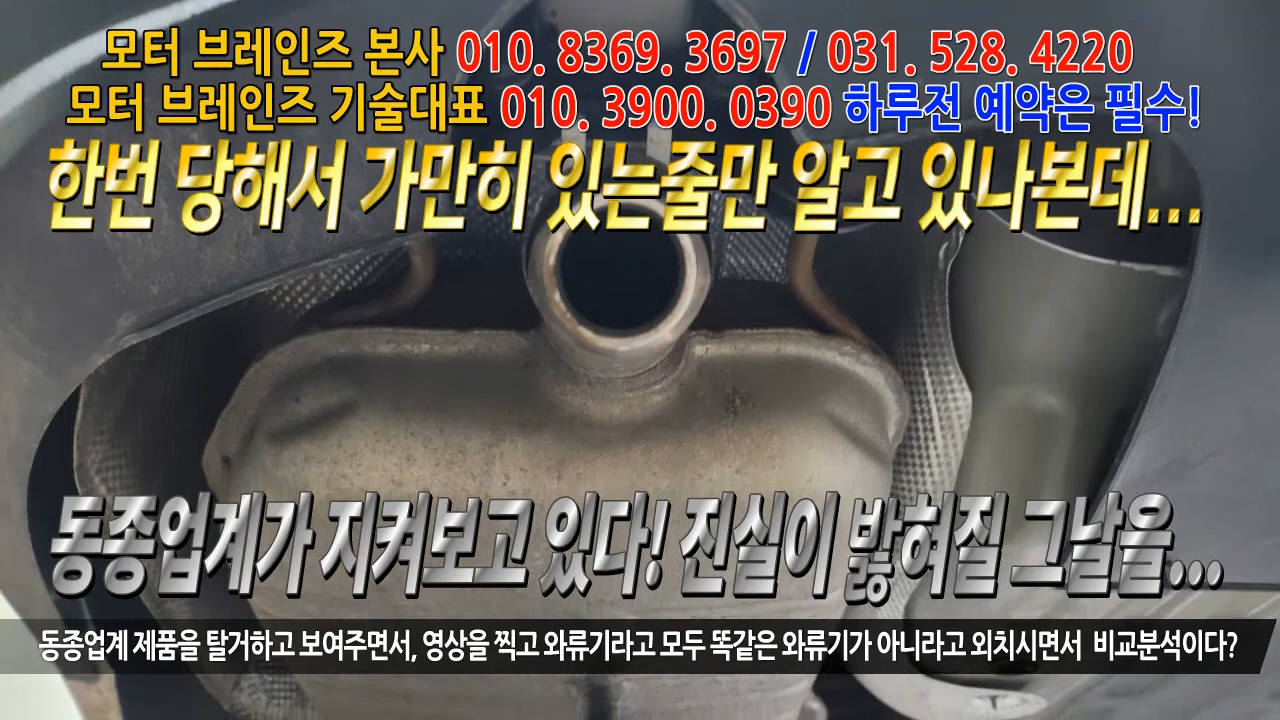 모터 브레인즈 본사 010. 8369. 3697 / 031. 528. 4220
모터 브레인즈 기술대표 010. 3900. 0390 하루전 예약은 필수!
한번 당해서 가만히 있는줄만 알고 있나본데...
동종업계가 지켜보고 있다! 진실이 밝혀질 그날을...
동종업계 제품을 탈거하고 보여주면서, 영상을 찍고 와류기라고 모두 똑같은 와류기가 아니라고 외치시면서 비교분석이다?